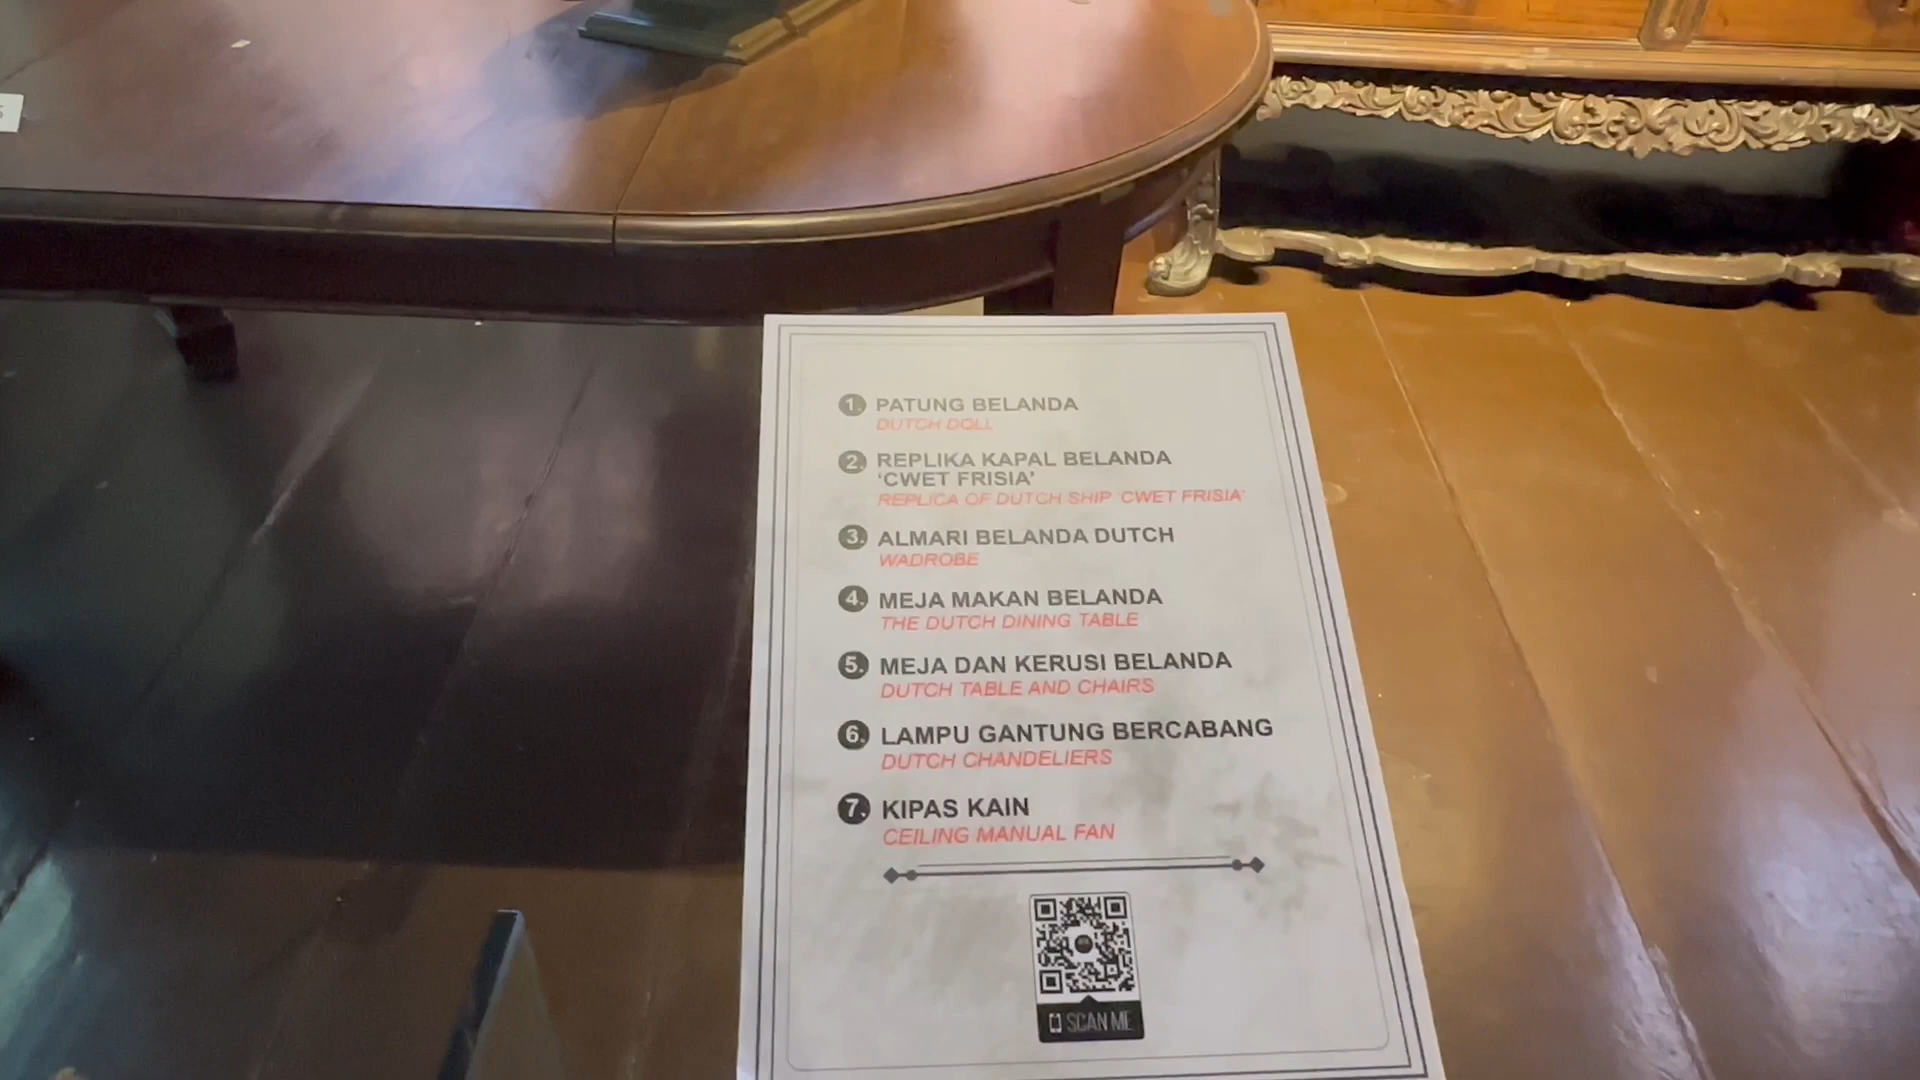 1. PATUNG BELANDA
DUTCH DOLL
2. REPLIKA KAPAL BELANDA
'CWET FRISIA'
REPLICA OF DUTCH SHIP 'CWET FRISIA'
3. ALMARI BELANDA DUTCH
WADROBE
4. MEJA MAKAN BELANDA
THE DUTCH DINING TABLE
5. MEJA DAN KERUSI BELANDA
DUTCH TABLE AND CHAIRS
6. LAMPU GANTUNG BERCABANG
DUTCH CHANDELIERS
7. KIPAS KAIN
CEILING MANUAL FAN
SCAN ME